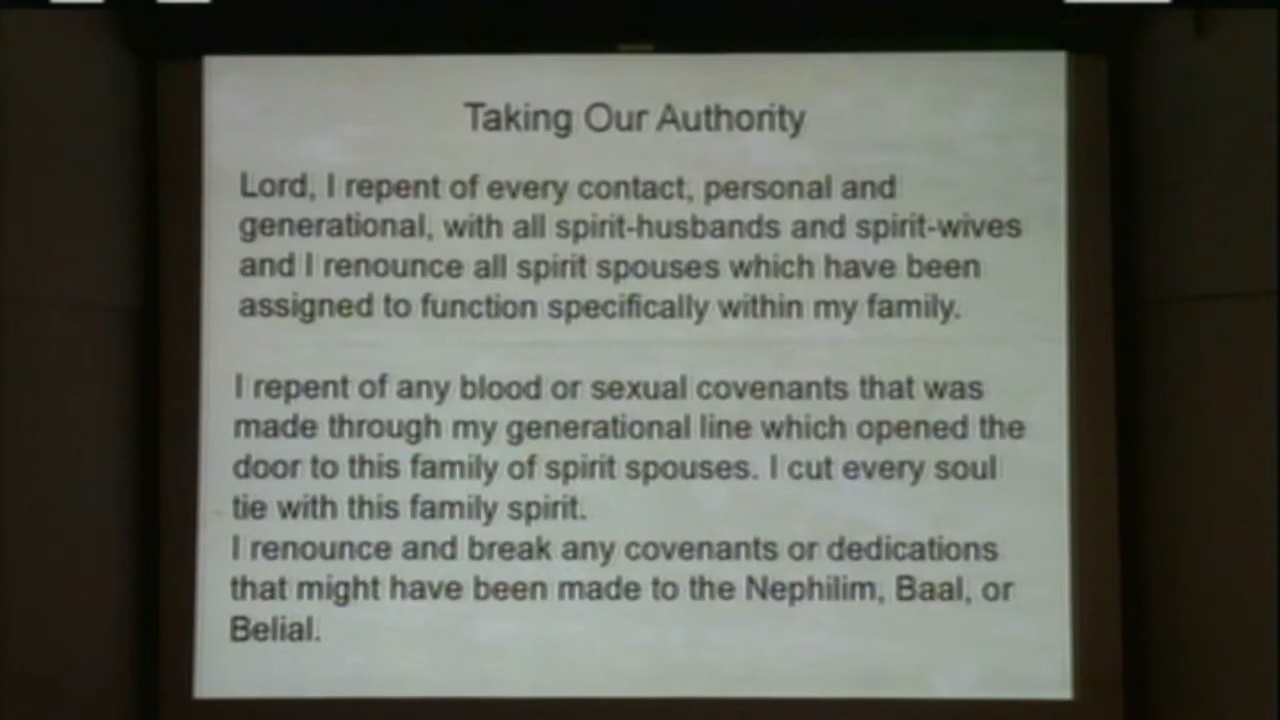 Taking Our Authority
Lord, I repent of every contact, personal and
generational, with all spirit-husbands and spirit-wives
and I renounce all spirit spouses which have been
assigned to function specifically within my family.
I repent of any blood or sexual covenants that was
made through my generational line which opened the
door to this family of spirit spouses. I cut every soul
tie with this family spirit.
I renounce and break any covenants or dedications
that might have been made to the Nephilim, Baal, or
Belial.